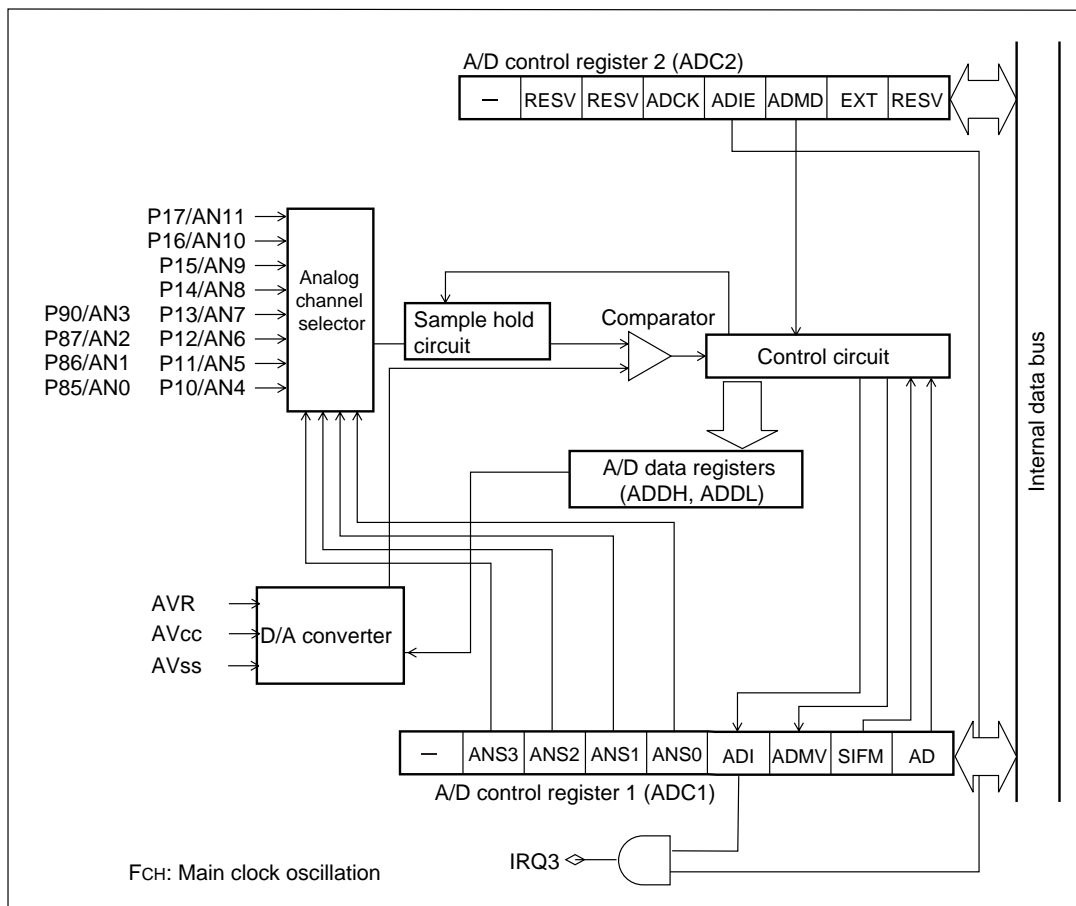 A/D control register 2 (ADC2)
— RESV RESV ADCK ADIE ADMD EXT RESV
P17/AN11
P16/AN10
P15/AN9
P14/AN8
P90/AN3 P13/AN7
P87/AN2 P12/AN6
P86/AN1 P11/AN5
P85/AN0 P10/AN4
Analog
channel
selector
Sample hold
circuit
Comparator
Control circuit
Internal data bus
A/D data registers
(ADDH, ADDL)
AVR
AVcc
AVss
D/A converter
— ANS3 ANS2 ANS1 ANS0 ADI ADMV SIFM AD
A/D control register 1 (ADC1)
IRQ3
FCH: Main clock oscillation